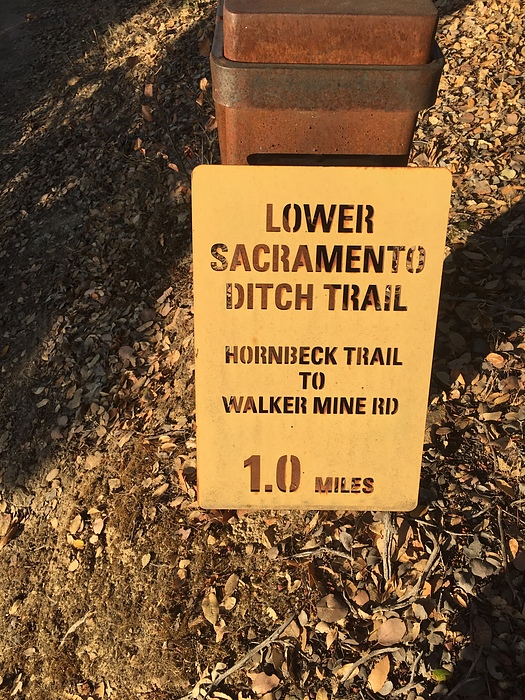 LOWER
SACRAMENTO
DITCH TRAIL
HORNBECK TRAIL
TO
WALKER MINE RD
1.0 MILES